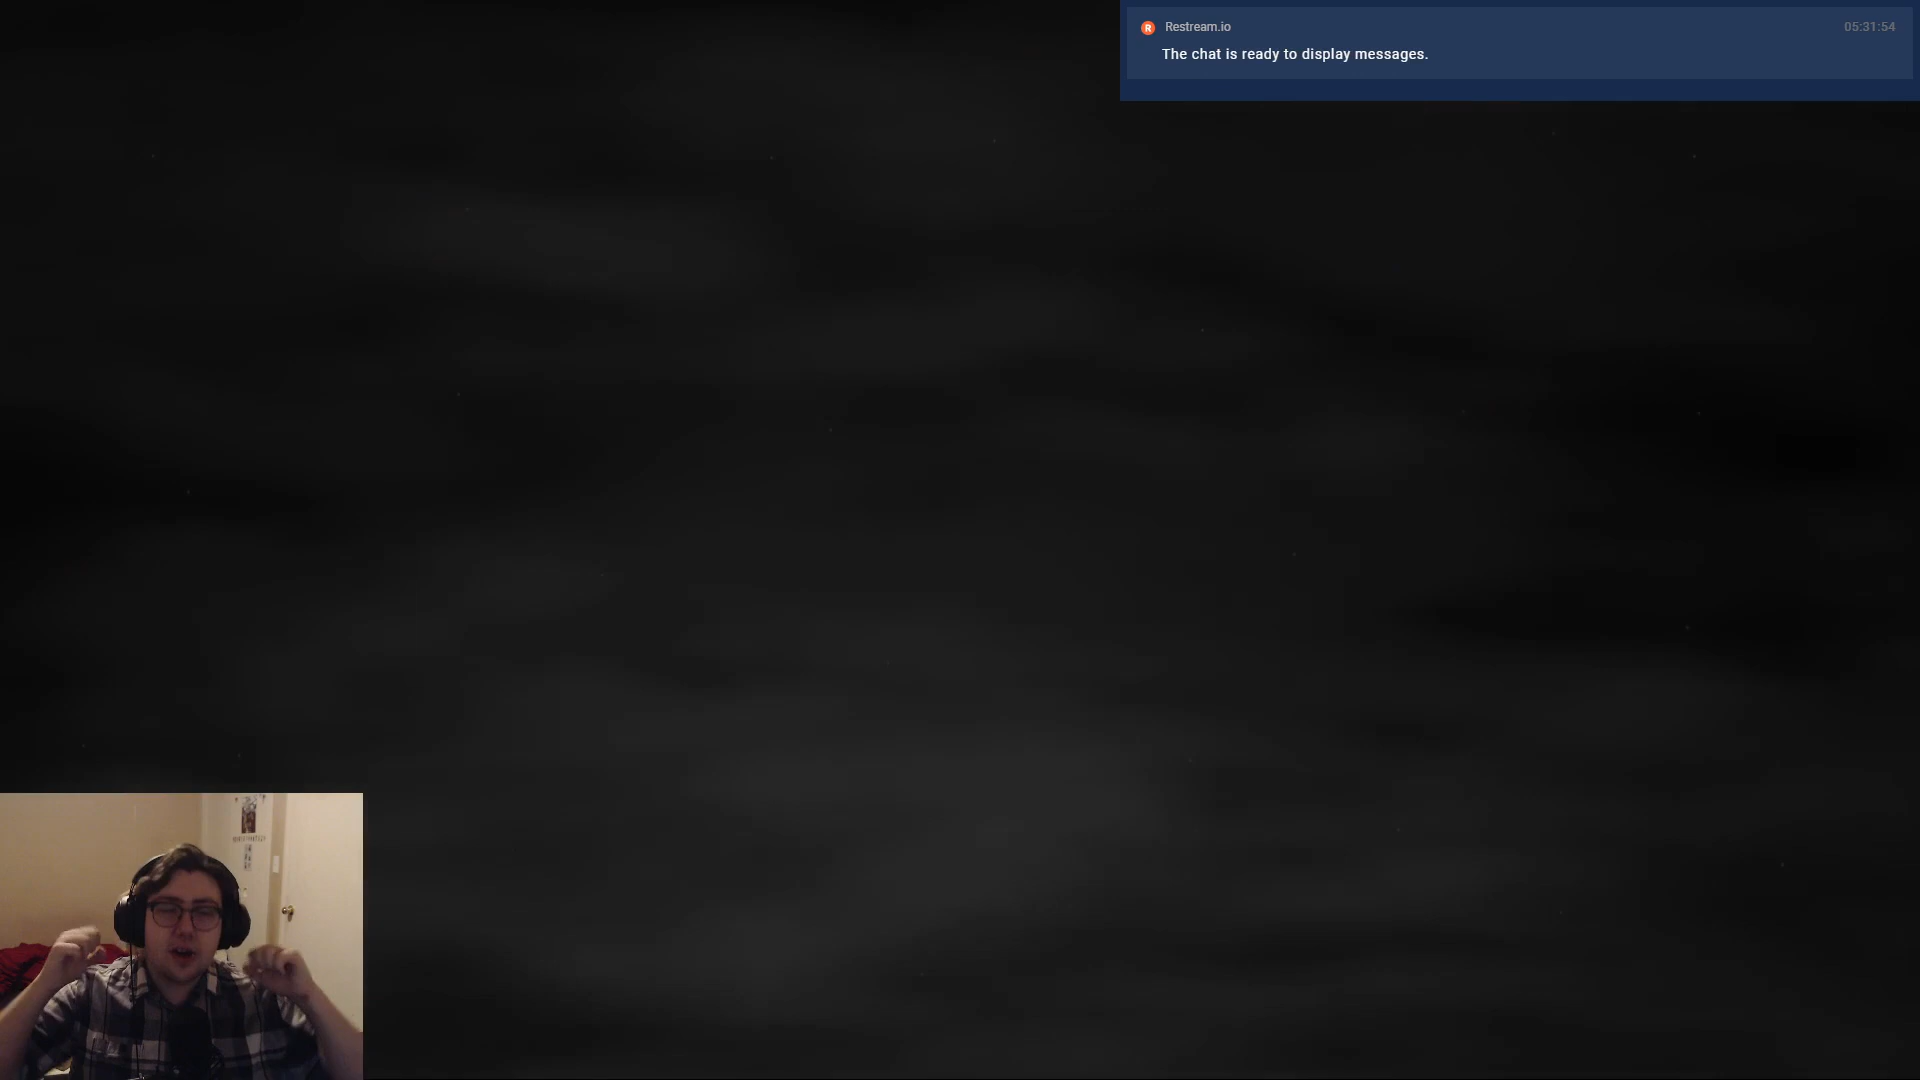 Restream.io 05:31:54
The chat is ready to display messages.